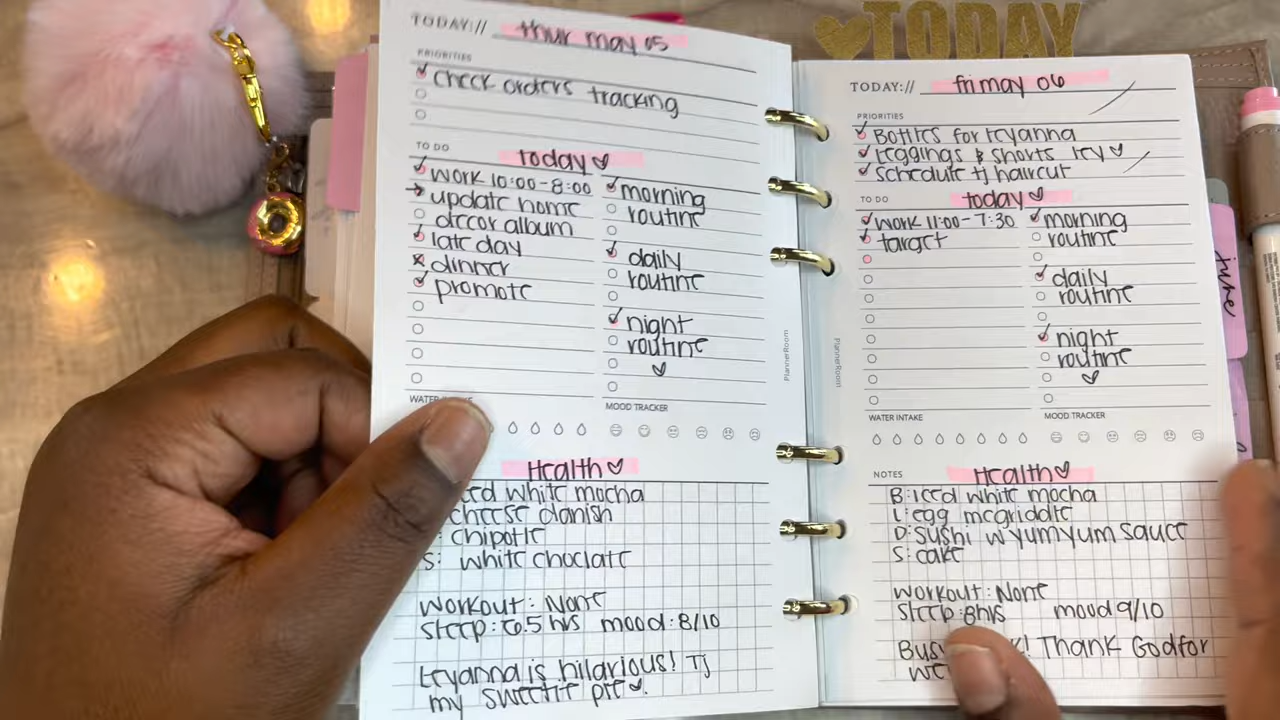 TODAY:// thur may 05
PRIORITIES
check orders tracking
TO DO
today
work 10:00-8:00
update home
decor album
late day
dinner
promote
morning
routine
daily
routine
night
routine
WATER
MOOD TRACKER
Health
iced white mocha
cheese danish
: chipotle
S: white choclate
Workout: None
Sleep: 6.5 hrs mood: 8/10
Leyanna is hilarious! Tj
my sweetie pie
PlannerRoom
TODAY
TODAY:// fri may 06
PRIORITIES
Bottles for Leyanna
Leggings & Shorts Ley
Schedule tj haircut
TO DO
today
work 11:00-7:30
target
morning
routine
daily
routine
night
routine
WATER INTAKE
MOOD TRACKER
NOTES
Health
B: iced white mocha
L: egg mcgriddle
D: Sushi w yumyum sauce
S: cake
Workout: None
Sleep: 8hrs mood 9/10
Thank God for
PlannerRoom
june